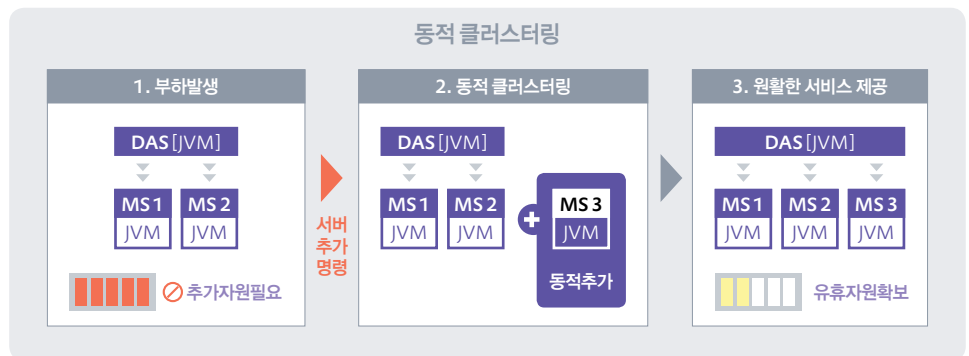 동적 클러스터링
1. 부하발생
DAS[JVM]
MS 1
MS 2
JVM
JVM
추가자원필요
서버
추가
명령
2. 동적 클러스터링
DAS[JVM]
MS 1
MS 2
MS 3
JVM
JVM
JVM
동적추가
3. 원활한 서비스 제공
DAS[JVM]
MS 1
MS 2
MS 3
JVM
JVM
JVM
유휴자원확보